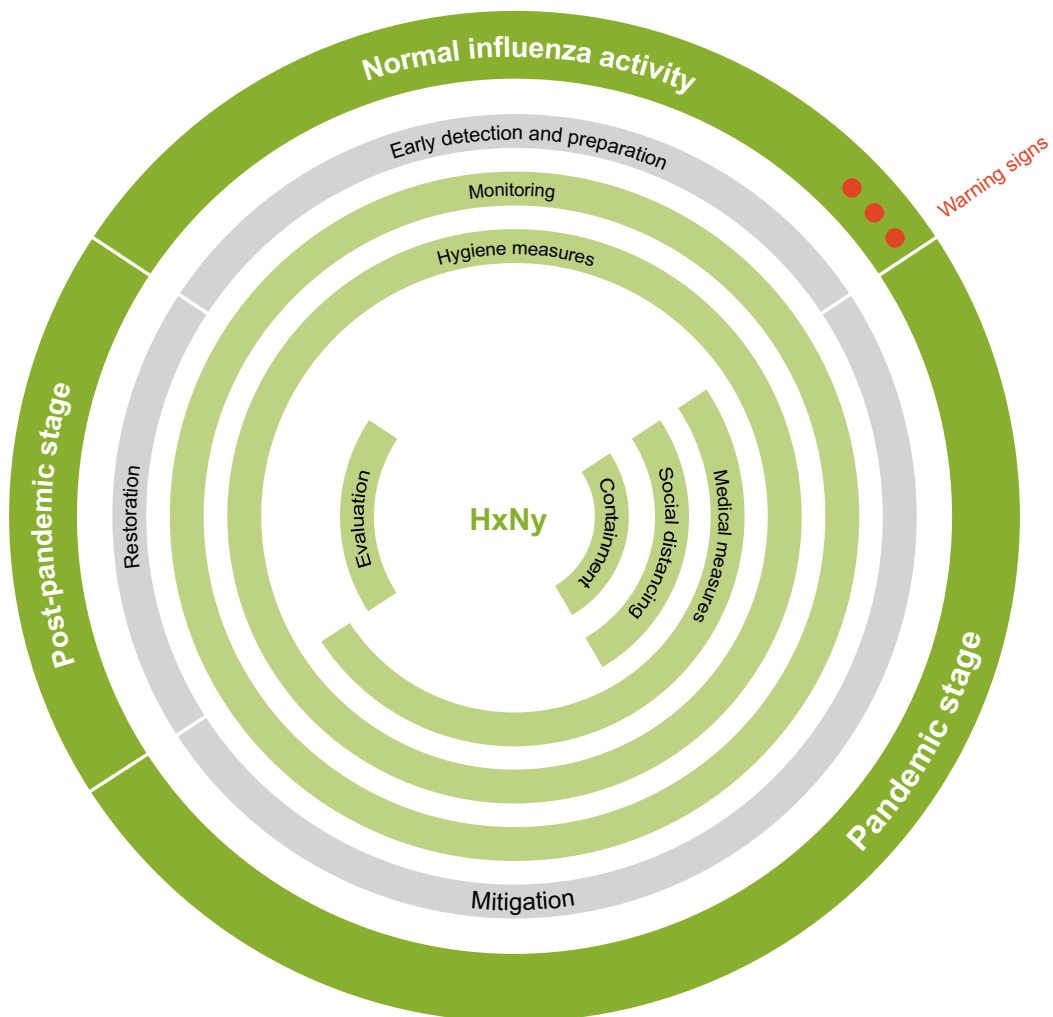 Normal influenza activity
Early detection and preparation
Warning signs
Monitoring
Hygiene measures
Post-pandemic stage
Restoration
Evaluation
HxNy
Containment
Social distancing
Medical measures
Pandemic stage
Mitigation